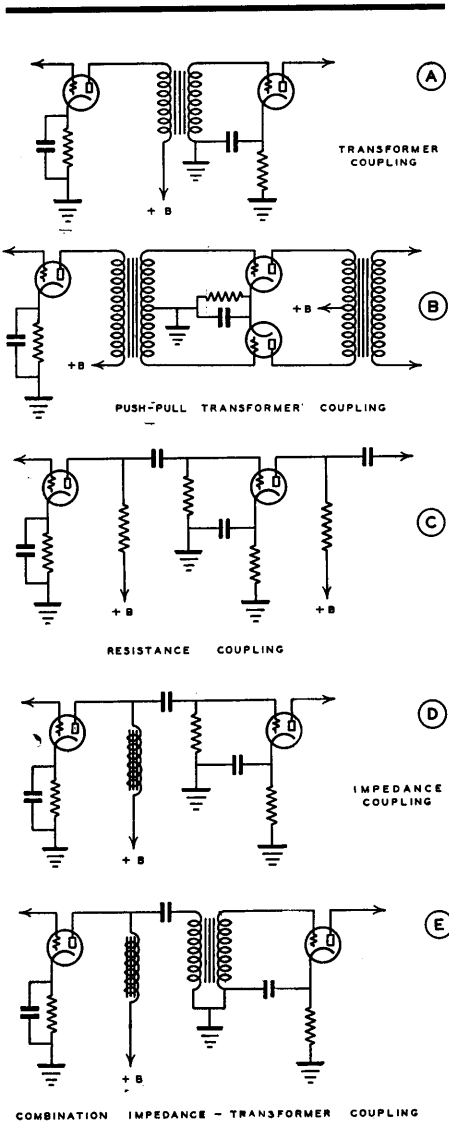 A
TRANSFORMER
COUPLING
+ B
B
+B
+B
PUSH-PULL TRANSFORMER COUPLING
C
+ B
+ B
RESISTANCE COUPLING
D
IMPEDANCE
COUPLING
+ B
E
+ B
COMBINATION IMPEDANCE - TRANSFORMER COUPLING